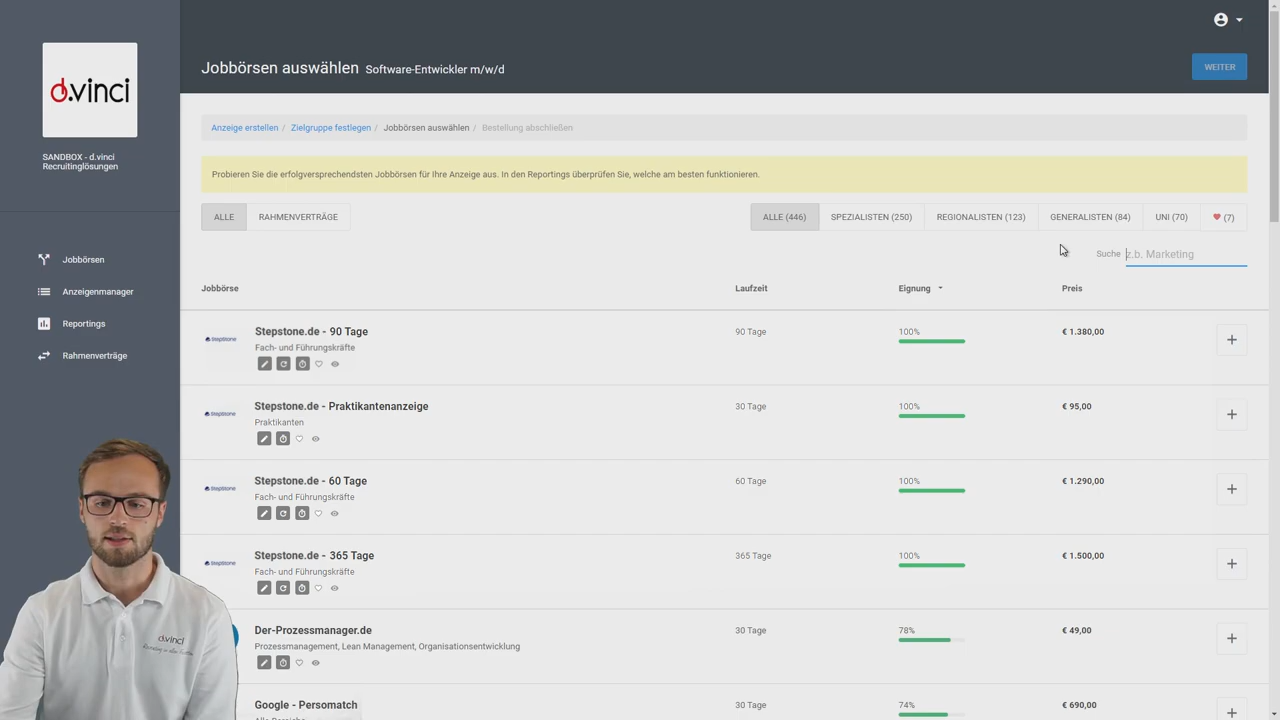 Jobbörsen auswählen Software-Entwickler m/w/d
WEITER
d.vinci
SANDBOX - d.vinci
Recruitinglösungen
Anzeige erstellen / Zielgruppe festlegen / Jobbörsen auswählen / Bestellung abschließen
Probieren Sie die erfolgversprechendsten Jobbörsen für Ihre Anzeige aus. In den Reportings überprüfen Sie, welche am besten funktionieren.
ALLE RAHMENVERTRÄGE ALLE (446) SPEZIALISTEN (250) REGIONALISTEN (123) GENERALISTEN (84) UNI (70) (7)
Suche z.b. Marketing
Jobbörsen
Anzeigenmanager
Reportings
Rahmenverträge
Jobbörse Laufzeit Eignung Preis
StepStone
Stepstone.de - 90 Tage 90 Tage 100% € 1.380,00
Fach- und Führungskräfte
StepStone
Stepstone.de - Praktikantenanzeige 30 Tage 100% € 95,00
Praktikanten
StepStone
Stepstone.de - 60 Tage 60 Tage 100% € 1.290,00
Fach- und Führungskräfte
StepStone
Stepstone.de - 365 Tage 365 Tage 100% € 1.500,00
Fach- und Führungskräfte
Der-Prozessmanager.de 30 Tage 78% € 49,00
Prozessmanagement, Lean Management, Organisationsentwicklung
Google - Persomatch 30 Tage 74% € 690,00
d.vinci